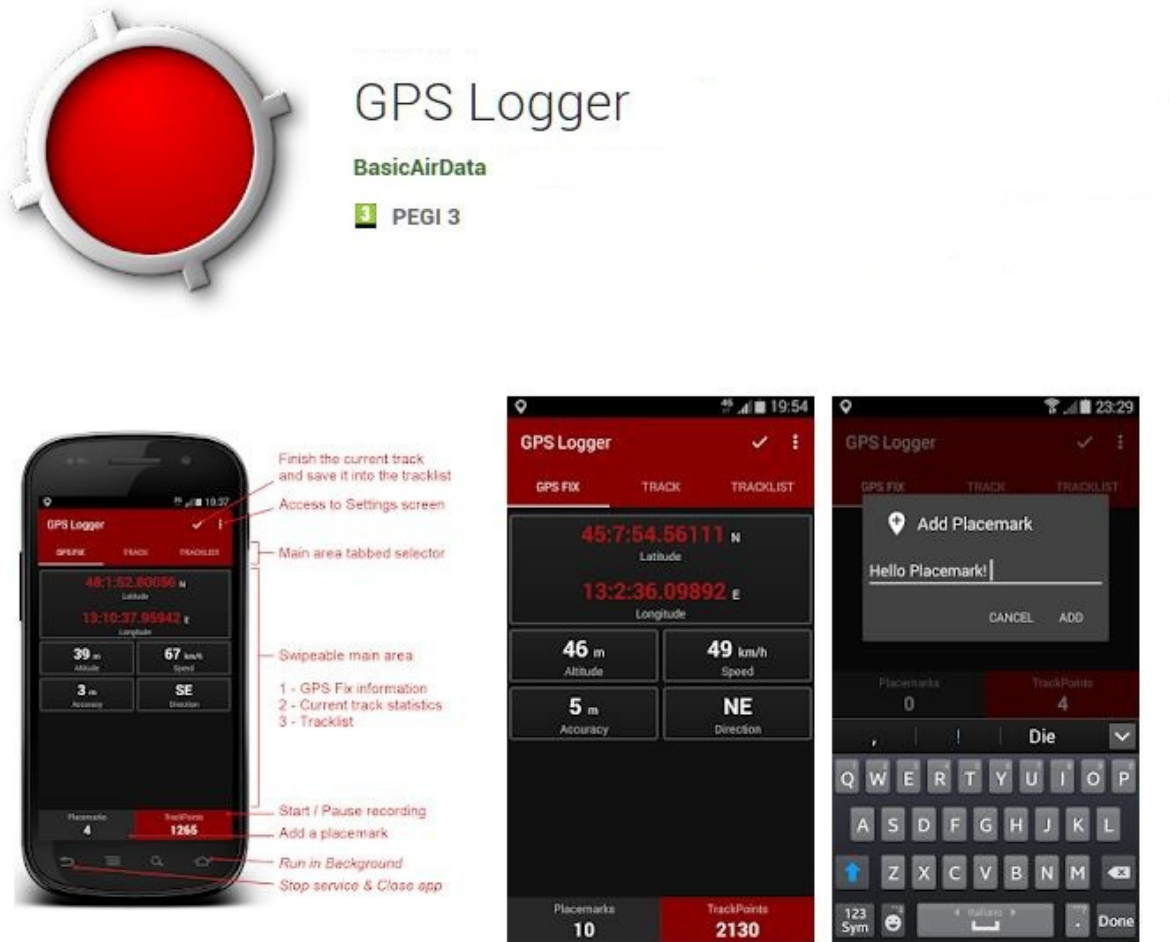 GPS Logger
BasicAirData
3 PEGI 3
19:37
GPS Logger
GPS FIX TRACK TRACKLIST
48:1:52.80056 N
Latitude
13:10:37.95942 E
Longitude
39 m 67 km/h
Altitude Speed
3 m SE
Accuracy Direction
Placemarks TrackPoints
4 1265
Finish the current track
and save it into the tracklist
Access to Settings screen
Main area tabbed selector
Swipeable main area
1 - GPS Fix information
2 - Current track statistics
3 - Tracklist
Start / Pause recording
Add a placemark
Run in Background
Stop service & Close app
4G 19:54
GPS Logger
GPS FIX TRACK TRACKLIST
45:7:54.56111 N
Latitude
13:2:36.09892 E
Longitude
46 m 49 km/h
Altitude Speed
5 m NE
Accuracy Direction
Placemarks TrackPoints
10 2130
23:29
GPS Logger
GPS FIX TRACK TRACKLIST
Add Placemark
Hello Placemark!
CANCEL ADD
Placemarks TrackPoints
0 4
, ! Die
Q W E R T Y U I O P
A S D F G H J K L
Z X C V B N M
123 Italiano . Done
Sym